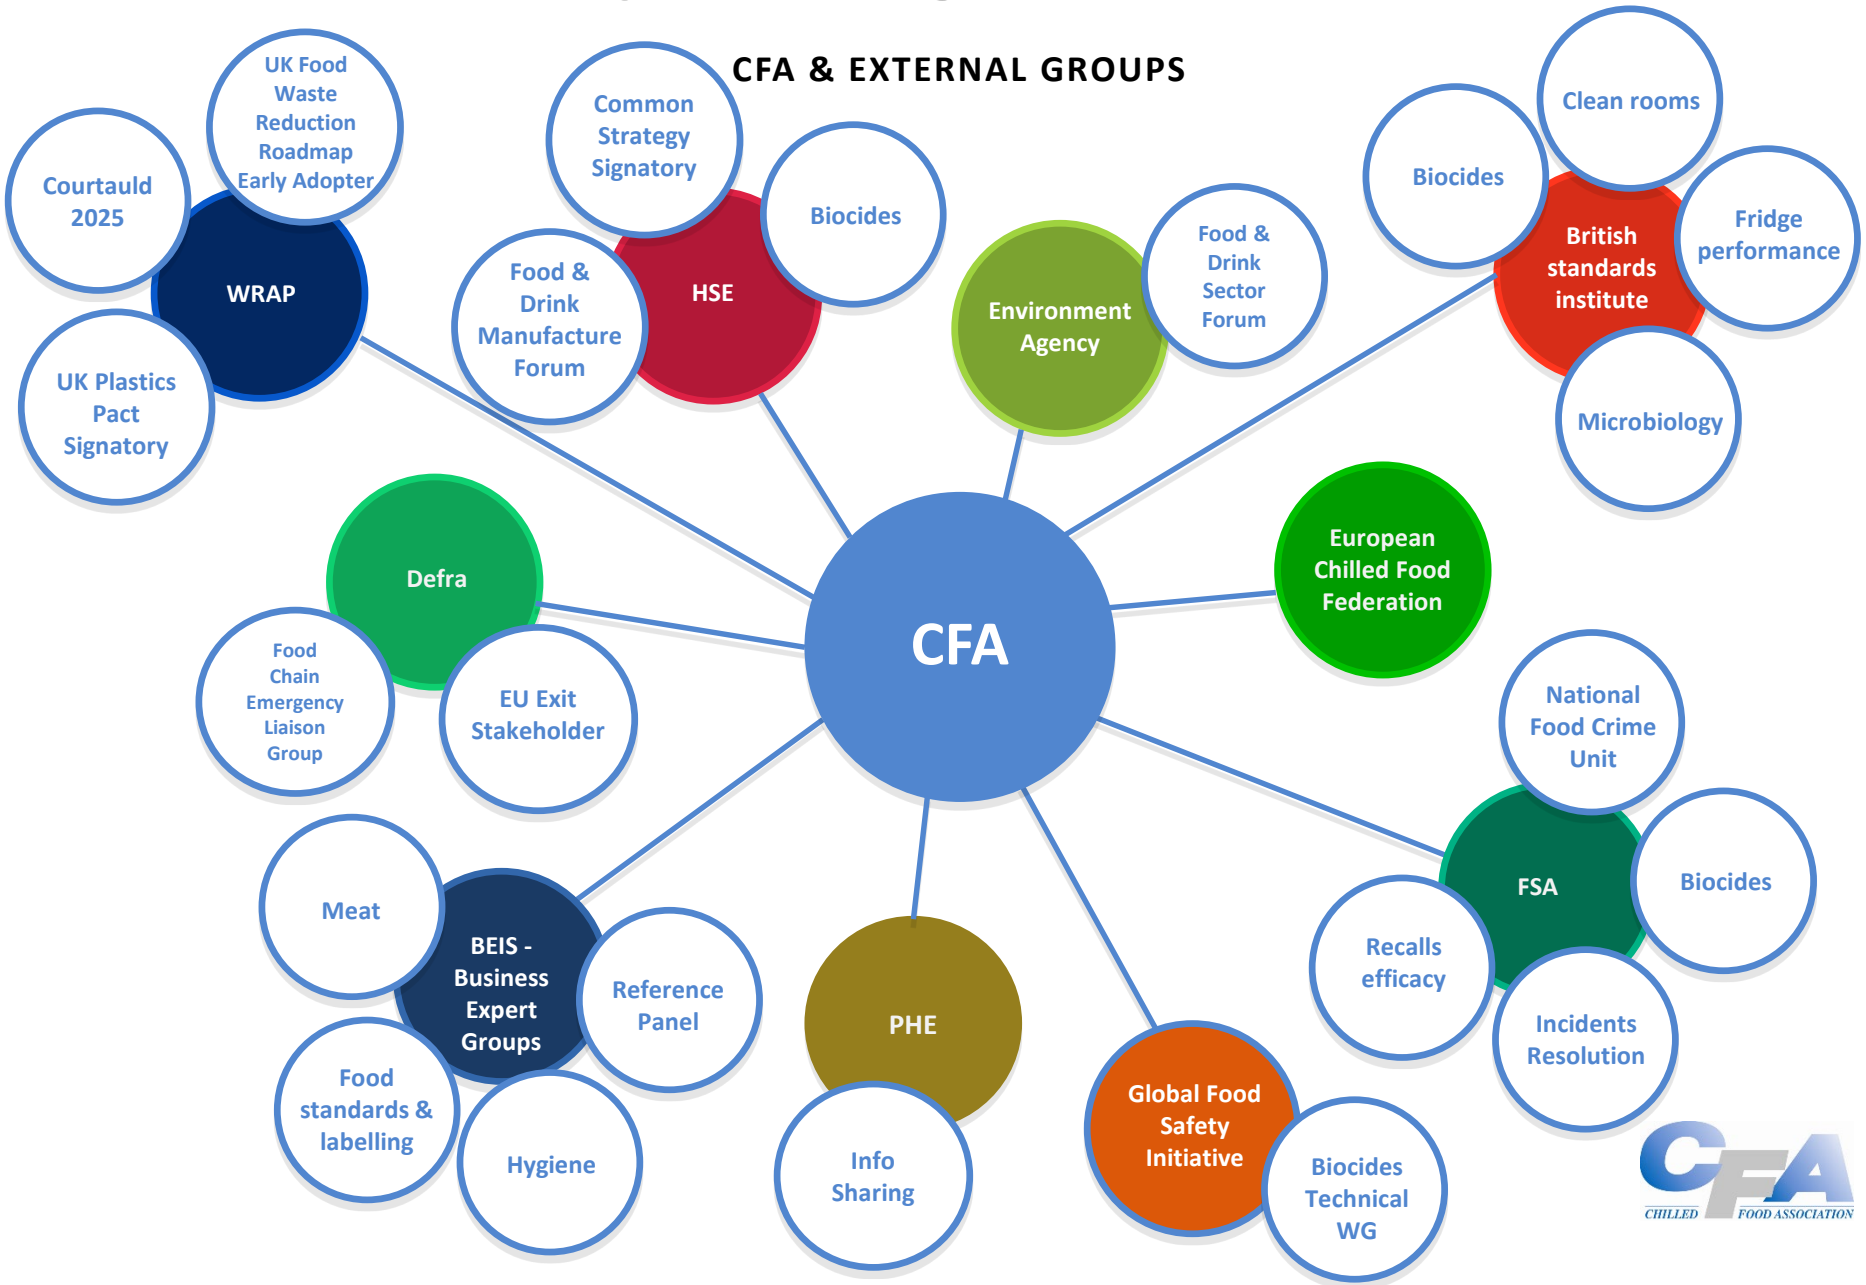 CFA & EXTERNAL GROUPS
UK Food
Waste
Reduction
Roadmap
Early Adopter
Courtauld
2025
WRAP
UK Plastics
Pact
Signatory
Common
Strategy
Signatory
Biocides
HSE
Food &
Drink
Manufacture
Forum
Food &
Drink
Sector
Forum
Environment
Agency
Clean rooms
Biocides
Fridge
performance
British
standards
institute
Microbiology
Defra
Food
Chain
Emergency
Liaison
Group
EU Exit
Stakeholder
CFA
European
Chilled Food
Federation
National
Food Crime
Unit
FSA
Biocides
Recalls
efficacy
Incidents
Resolution
Meat
BEIS -
Business
Expert
Groups
Reference
Panel
Food
standards &
labelling
Hygiene
PHE
Info
Sharing
Global Food
Safety
Initiative
Biocides
Technical
WG
CFA
CHILLED FOOD ASSOCIATION